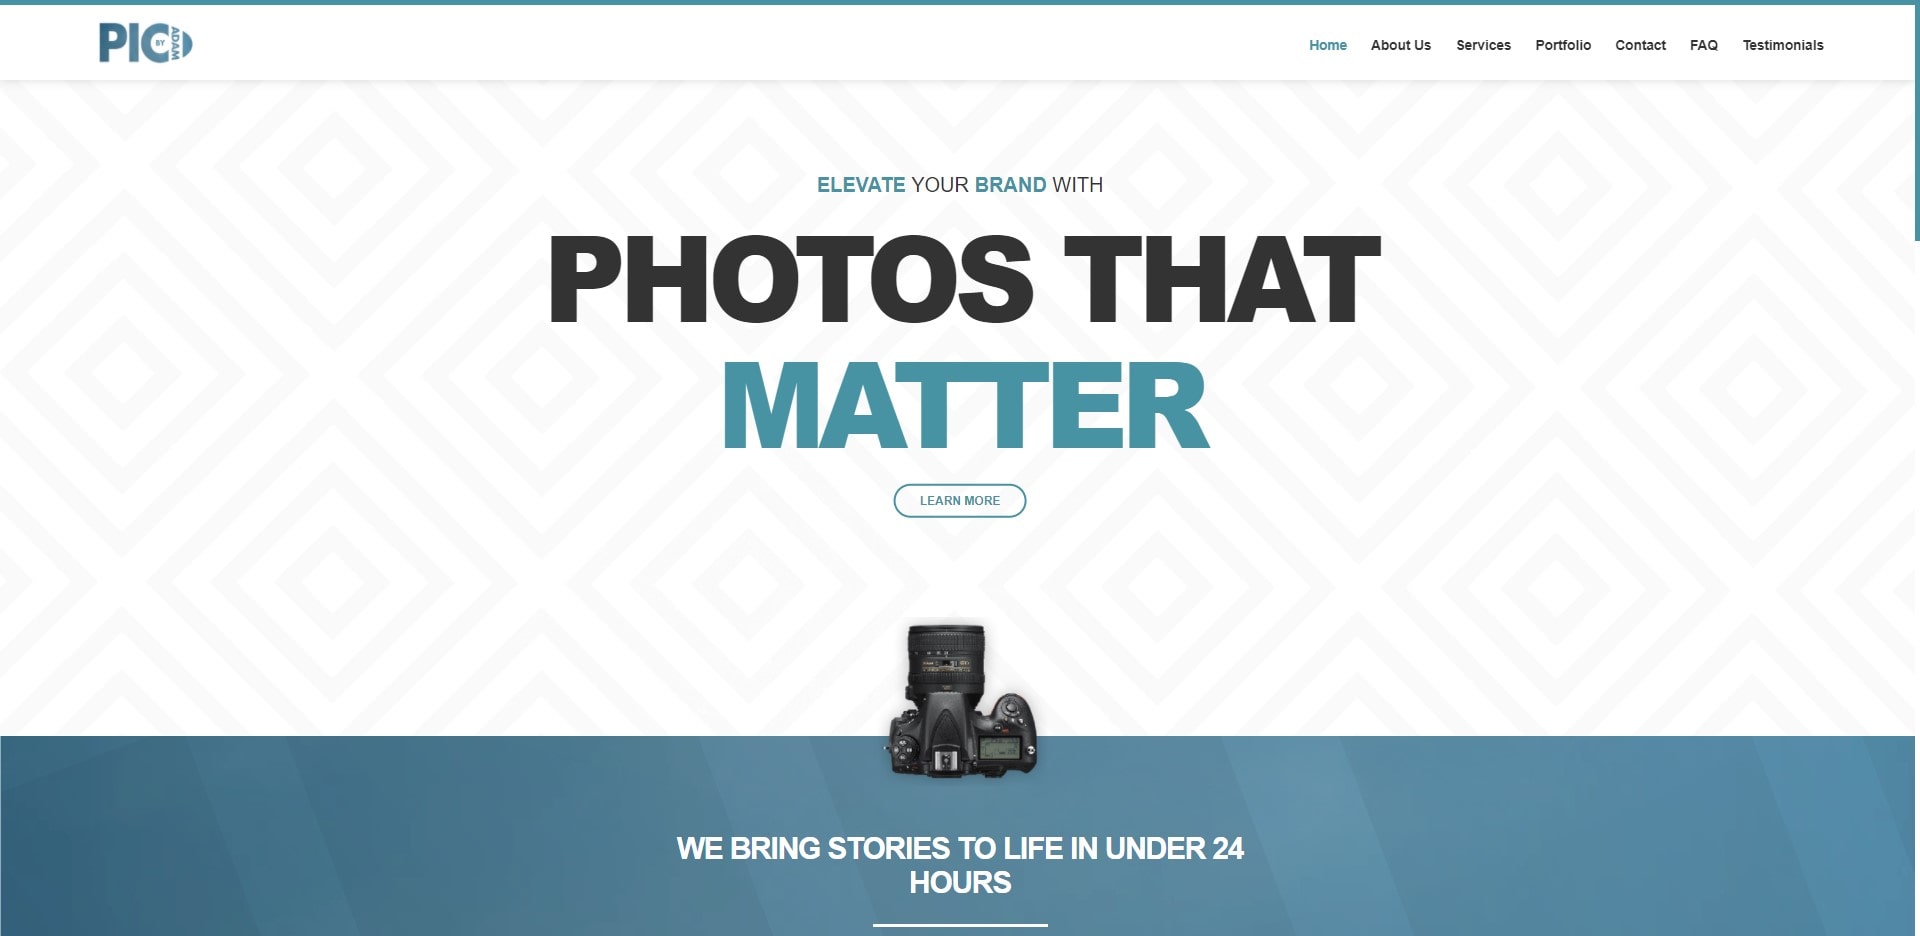 PIC BY ADAM
Home About Us Services Portfolio Contact FAQ Testimonials
ELEVATE YOUR BRAND WITH
PHOTOS THAT
MATTER
LEARN MORE
WE BRING STORIES TO LIFE IN UNDER 24
HOURS